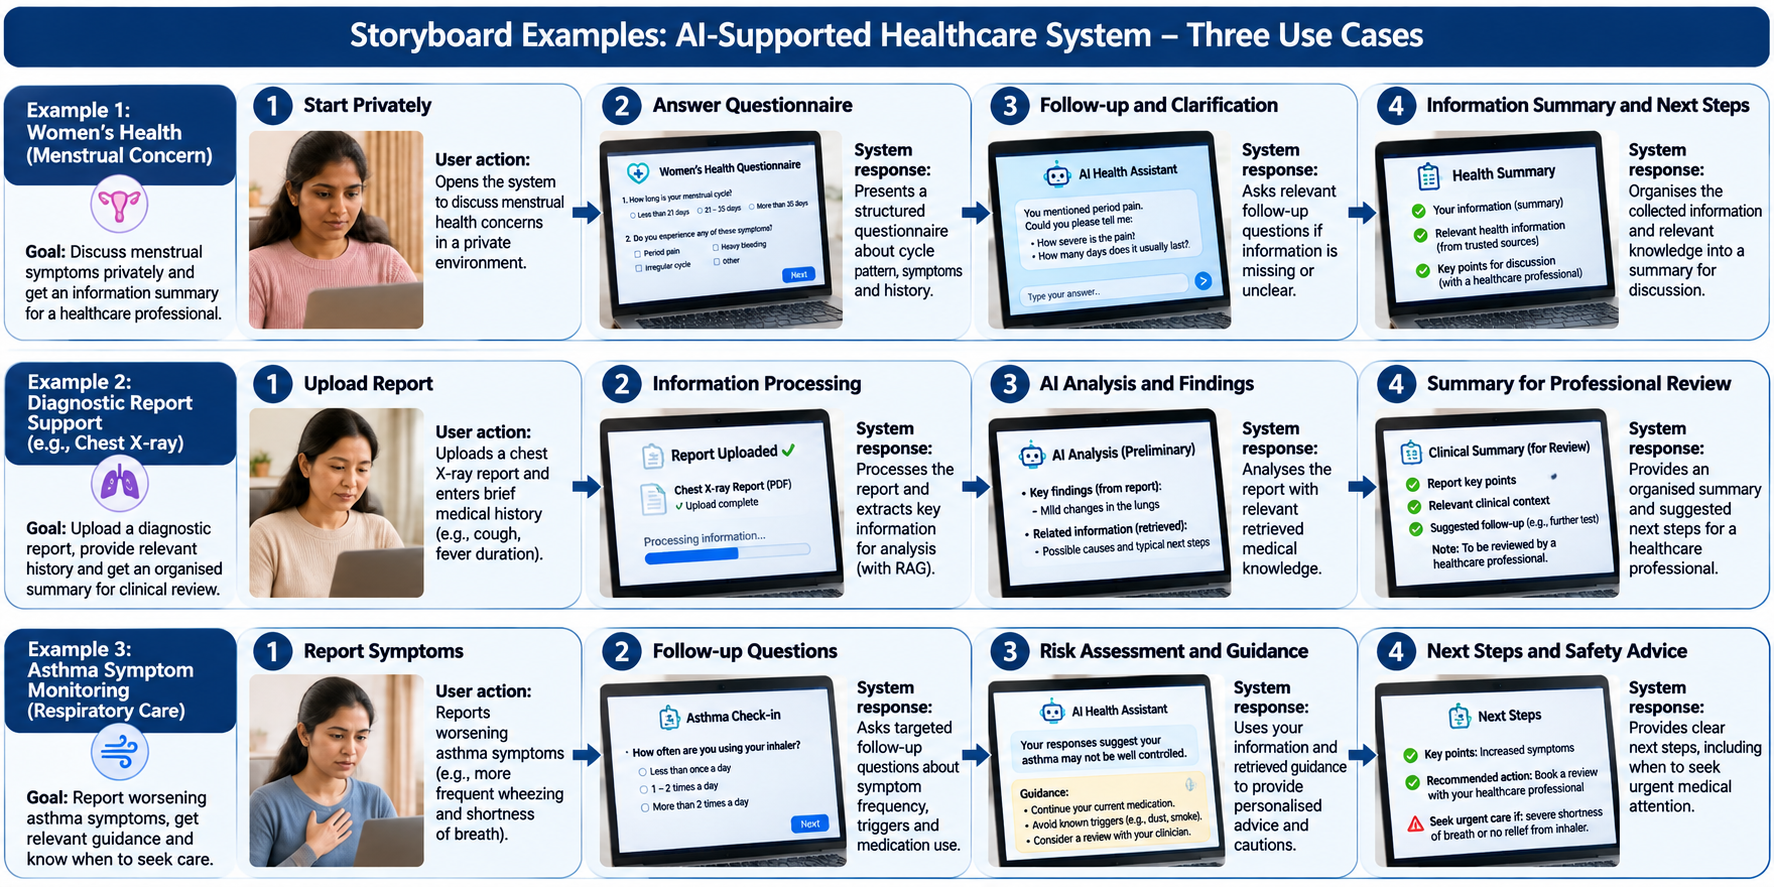 Storyboard Examples: AI-Supported Healthcare System – Three Use Cases
Example 1:
Women's Health
(Menstrual Concern)
Goal: Discuss menstrual
symptoms privately and
get an information summary
for a healthcare professional.
1 Start Privately
User action:
Opens the system
to discuss menstrual
health concerns
in a private
environment.
2 Answer Questionnaire
Women's Health Questionnaire
1. How long is your menstrual cycle?
Less than 21 days
21 – 35 days
More than 35 days
2. Do you experience any of these symptoms?
Period pain
Heavy bleeding
Irregular cycle
Other
Next
System
response:
Presents a
structured
questionnaire
about cycle
pattern, symptoms
and history.
3 Follow-up and Clarification
AI Health Assistant
You mentioned period pain.
Could you please tell me:
• How severe is the pain?
• How many days does it usually last?
Type your answer..
System
response:
Asks relevant
follow-up
questions if
information is
missing or
unclear.
4 Information Summary and Next Steps
Health Summary
Your information (summary)
Relevant health information
(from trusted sources)
Key points for discussion
(with a healthcare professional)
System
response:
Organises the
collected information
and relevant
knowledge into a
summary for
discussion.
Example 2:
Diagnostic Report
Support
(e.g., Chest X-ray)
Goal: Upload a diagnostic
report, provide relevant
history and get an organised
summary for clinical review.
1 Upload Report
User action:
Uploads a chest
X-ray report and
enters brief
medical history
(e.g., cough,
fever duration).
2 Information Processing
Report Uploaded
Chest X-ray Report (PDF)
Upload complete
Processing information...
System
response:
Processes the
report and
extracts key
information
for analysis
(with RAG).
3 AI Analysis and Findings
AI Analysis (Preliminary)
• Key findings (from report):
– Mild changes in the lungs
• Related information (retrieved):
• Possible causes and typical next steps
System
response:
Analyses the
report with
relevant
retrieved
medical
knowledge.
4 Summary for Professional Review
Clinical Summary (for Review)
Report key points
Relevant clinical context
Suggested follow-up (e.g., further test)
Note: To be reviewed by a
healthcare professional.
System
response:
Provides an
organised summary
and suggested
next steps for a
healthcare
professional.
Example 3:
Asthma Symptom
Monitoring
(Respiratory Care)
Goal: Report worsening
asthma symptoms, get
relevant guidance and
know when to seek care.
1 Report Symptoms
User action:
Reports
worsening
asthma symptoms
(e.g., more
frequent wheezing
and shortness
of breath).
2 Follow-up Questions
Asthma Check-in
• How often are you using your inhaler?
Less than once a day
1 – 2 times a day
More than 2 times a day
Next
System
response:
Asks targeted
follow-up
questions about
symptom
frequency,
triggers and
medication use.
3 Risk Assessment and Guidance
AI Health Assistant
Your responses suggest your
asthma may not be well controlled.
Guidance:
• Continue your current medication.
• Avoid known triggers (e.g., dust, smoke).
• Consider a review with your clinician.
System
response:
Uses your
information and
retrieved guidance
to provide
personalised
advice and
cautions.
4 Next Steps and Safety Advice
Next Steps
Key points: Increased symptoms
Recommended action: Book a review
with your healthcare professional
Seek urgent care if: severe shortness
of breath or no relief from inhaler.
System
response:
Provides clear
next steps, including
when to seek
urgent medical
attention.